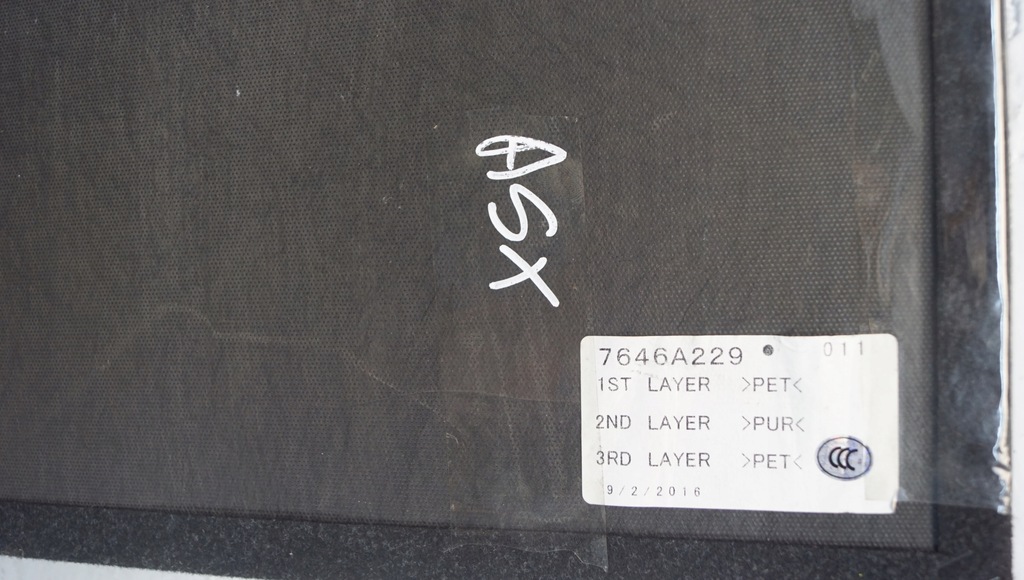 ASX
7646A229 011
1ST LAYER >PET<
2ND LAYER >PUR<
3RD LAYER >PET<
CCC
9/2/2016